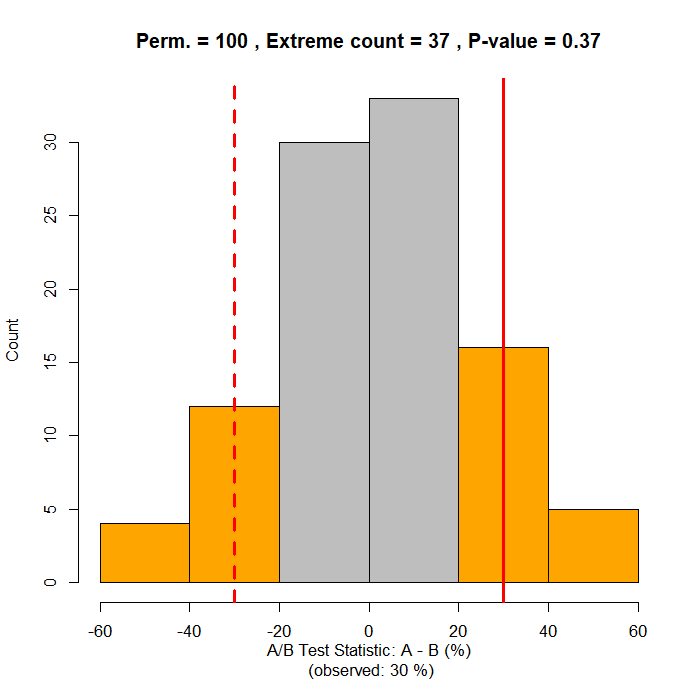 Perm. = 100 , Extreme count = 37 , P-value = 0.37
Count
30
25
20
15
10
5
0
-60 -40 -20 0 20 40 60
A/B Test Statistic: A - B (%)
(observed: 30 %)